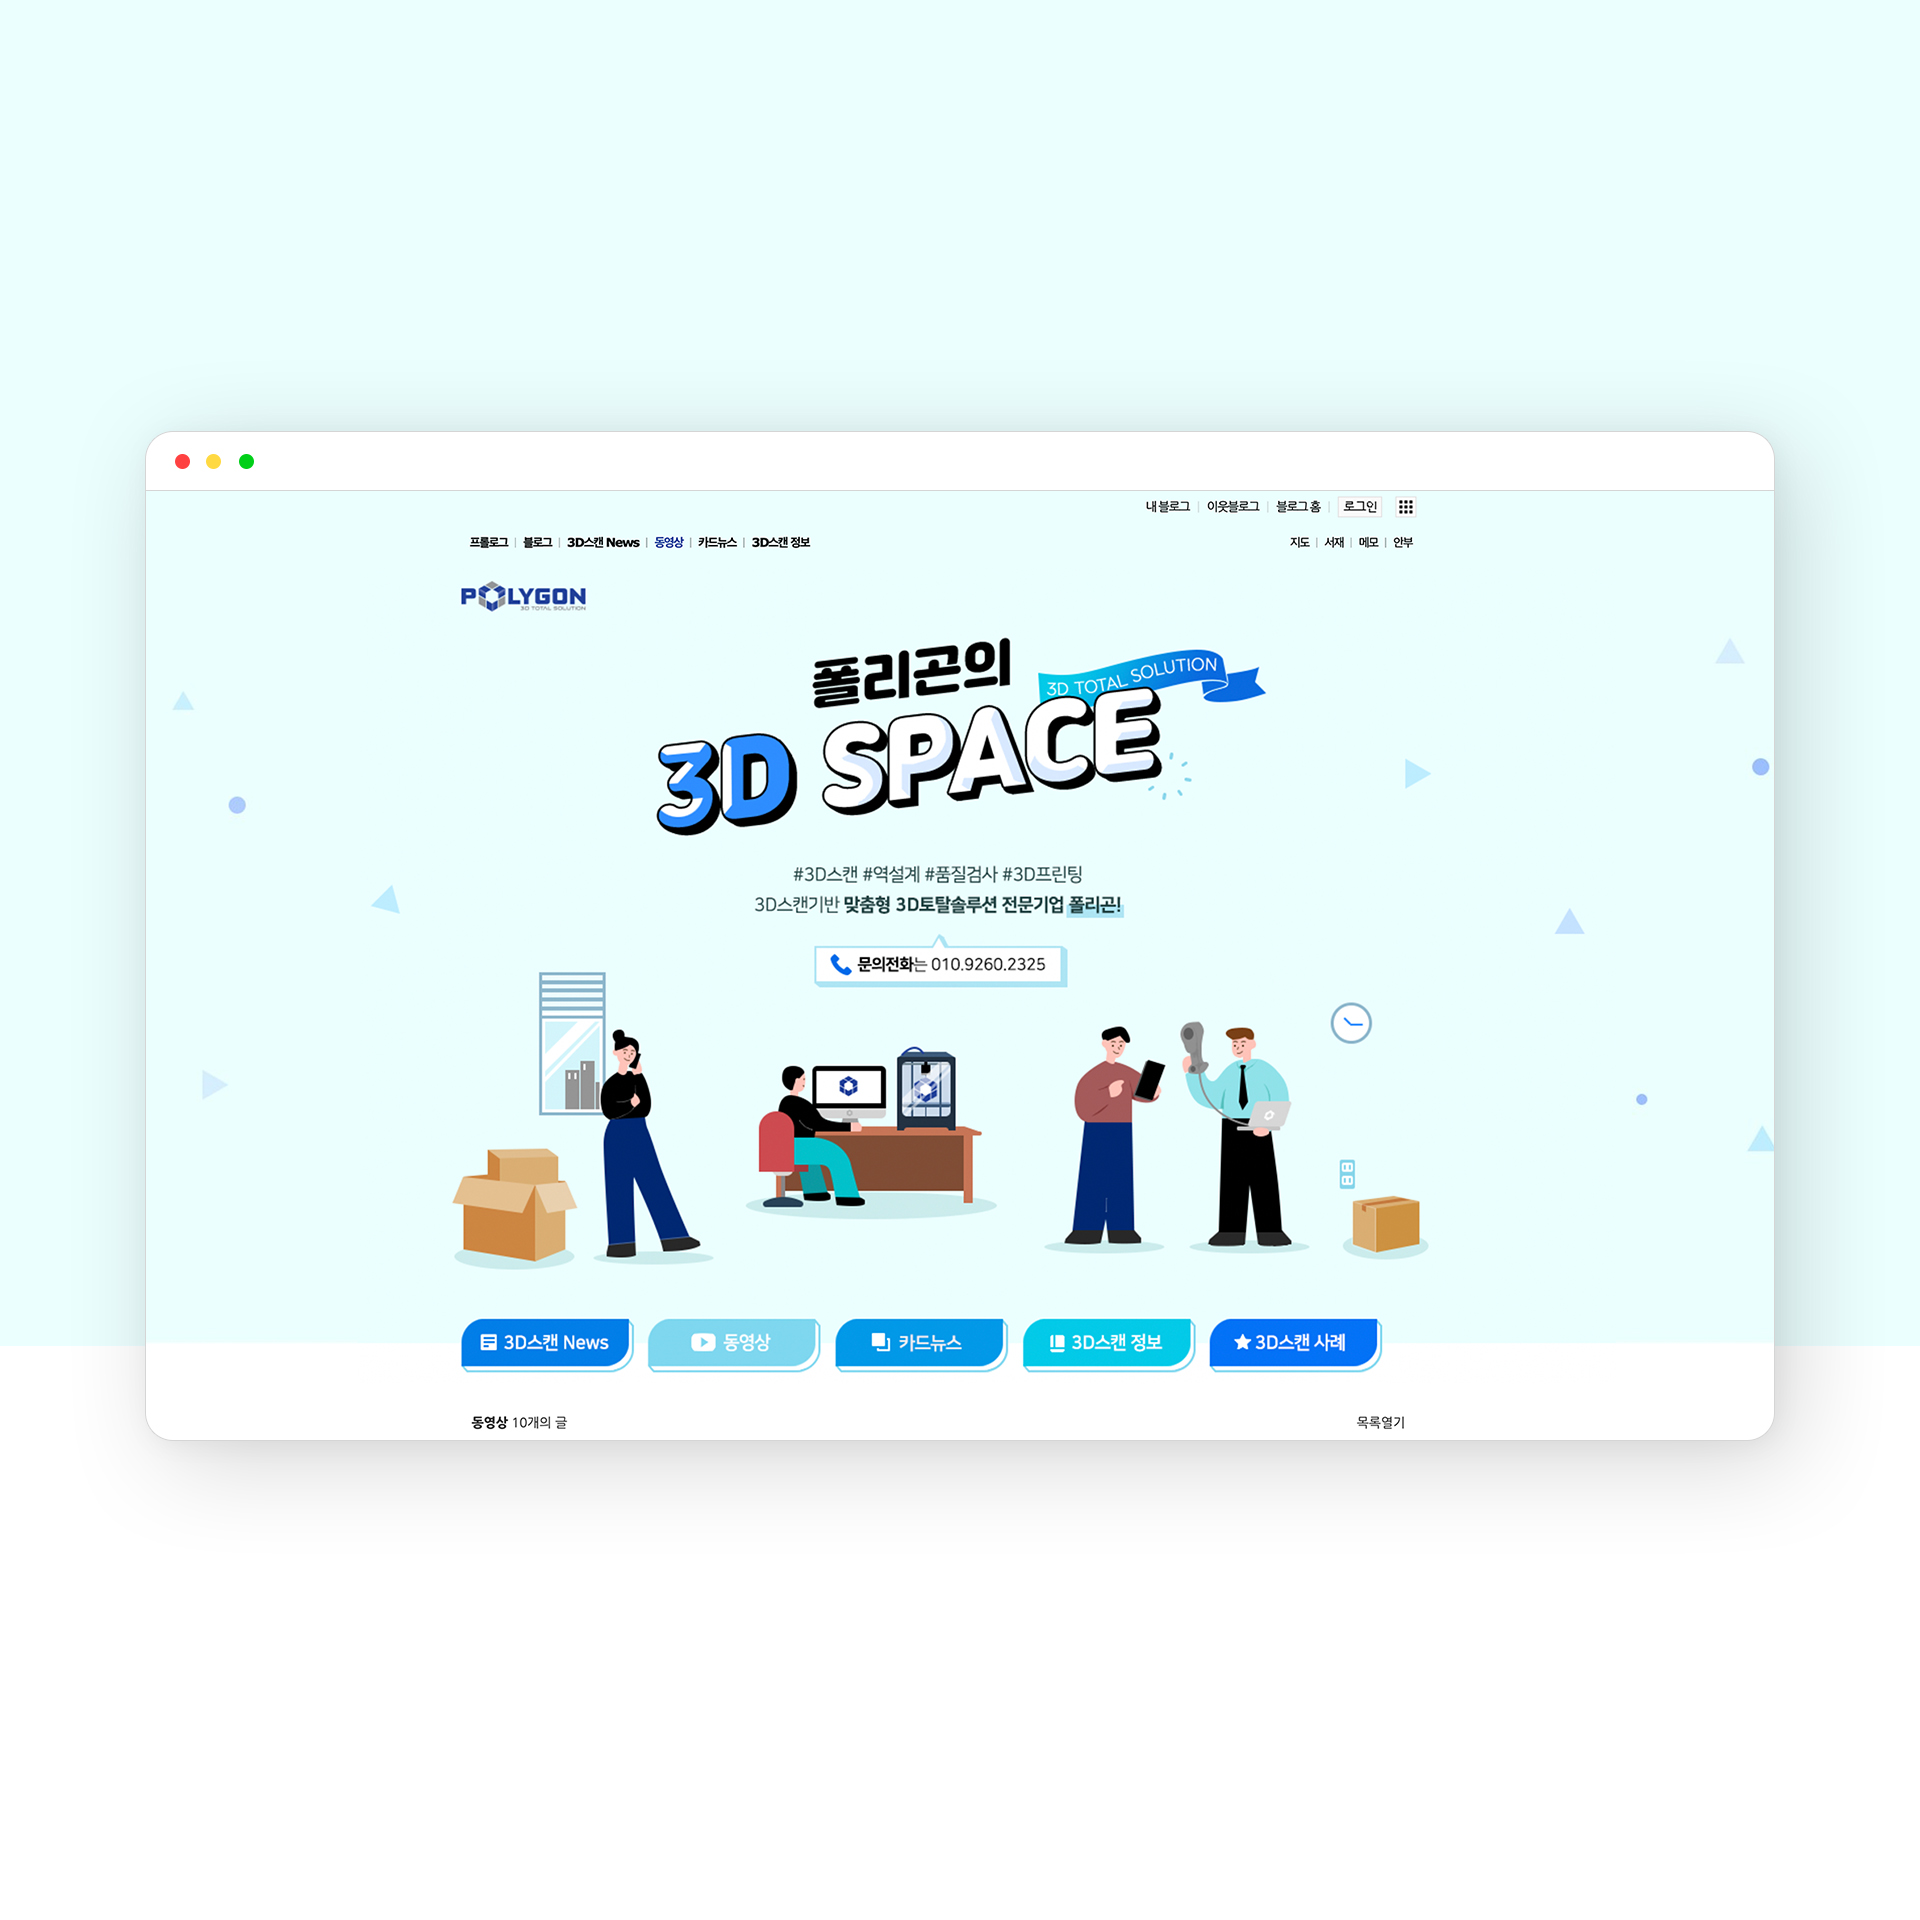 내 블로그 | 이웃블로그 | 블로그 홈 | 로그인
프롤로그 | 블로그 | 3D스캔 News | 동영상 | 카드뉴스 | 3D스캔 정보
지도 | 서재 | 메모 | 안부
POLYGON
3D TOTAL SOLUTION
폴리곤의
3D TOTAL SOLUTION
3D SPACE
#3D스캔 #역설계 #품질검사 #3D프린팅
3D스캔기반 맞춤형 3D토탈솔루션 전문기업 폴리곤!
문의전화는 010.9260.2325
3D스캔 News
동영상
카드뉴스
3D스캔 정보
3D스캔 사례
동영상 10개의 글
목록열기